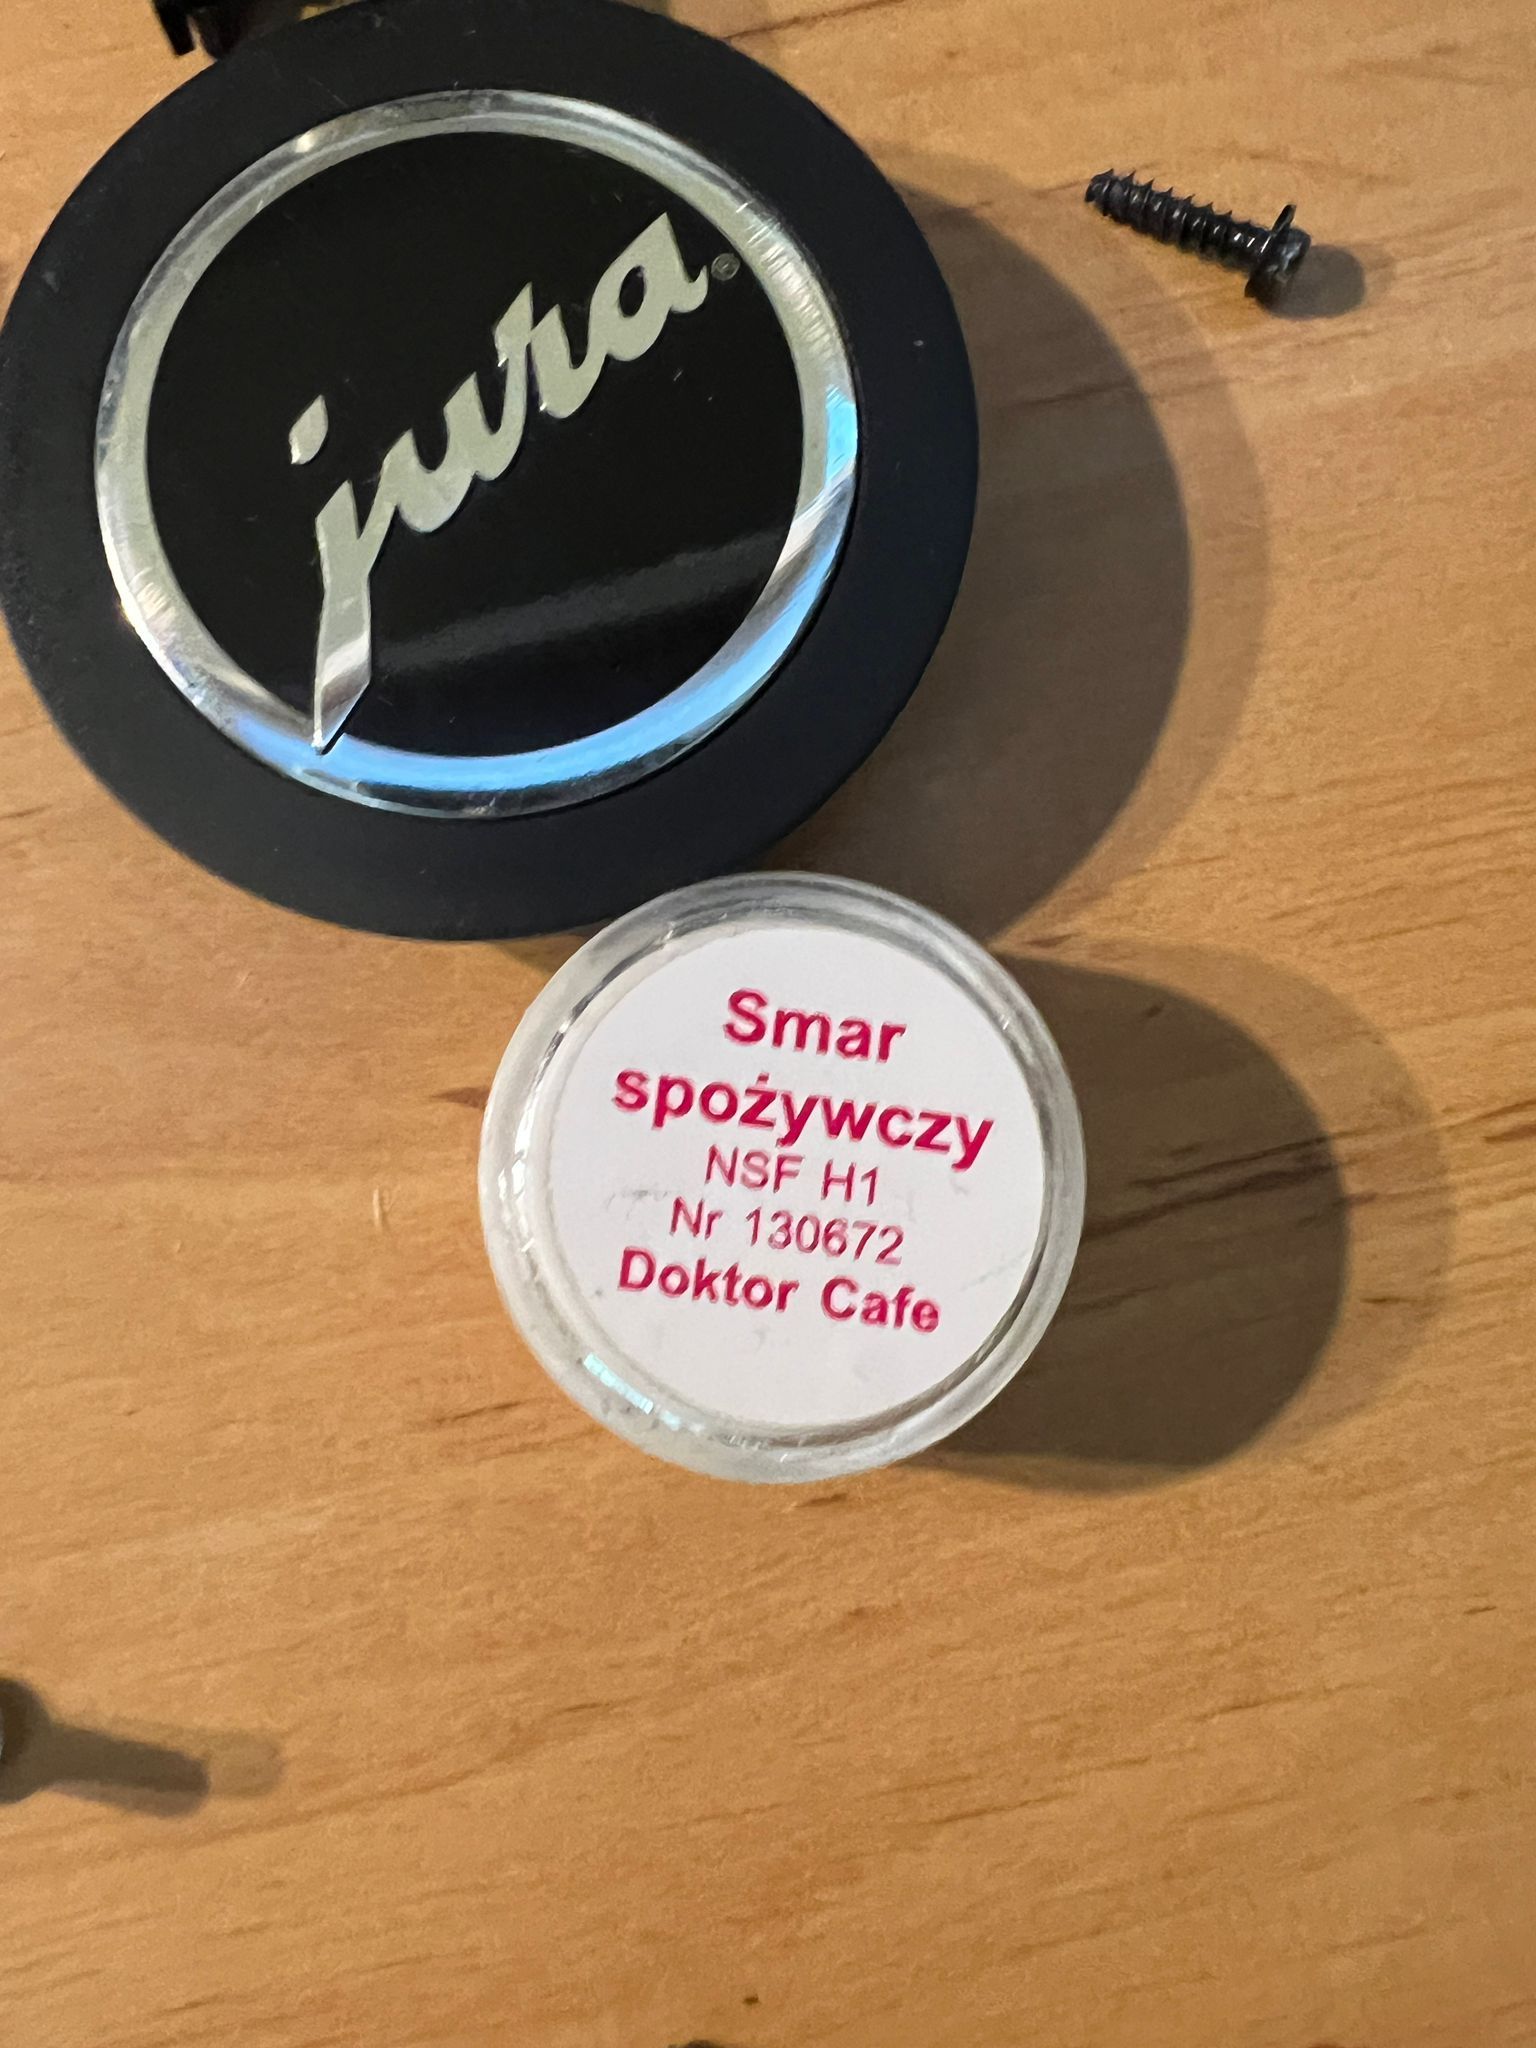 jura
Smar
spożywczy
NSF H1
Nr 130672
Doktor Cafe